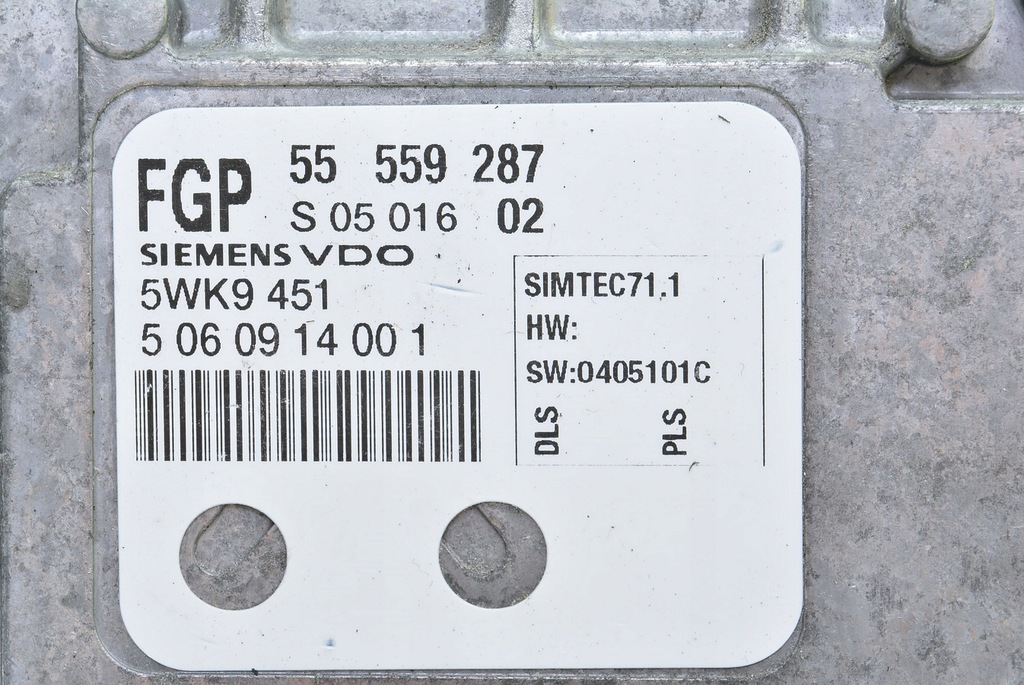 FGP 55 559 287
S 05 016 02
SIEMENS VDO
5WK9 451
5 06 09 14 00 1
SIMTEC71.1
HW:
SW:0405101C
DLS PLS